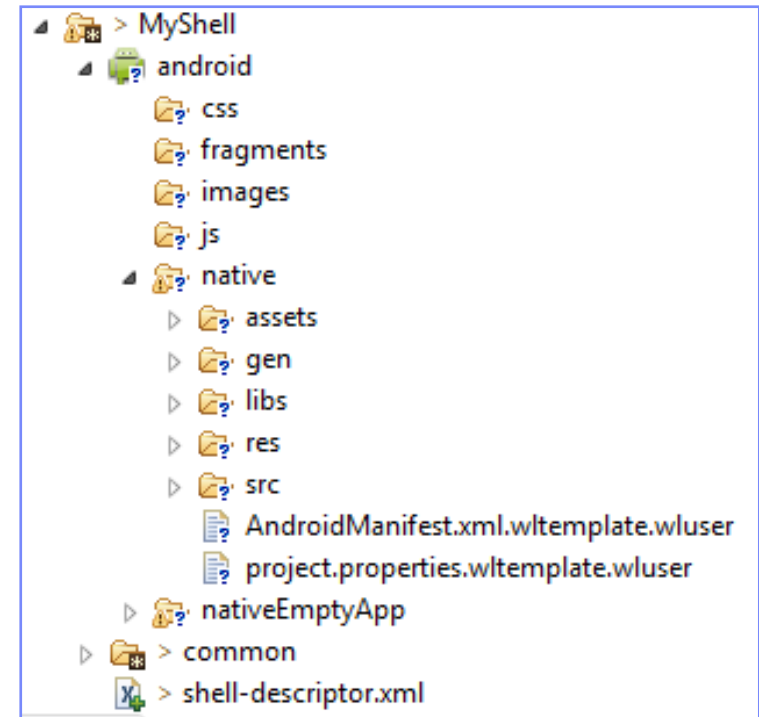 > MyShell
android
css
fragments
images
js
native
assets
gen
libs
res
src
AndroidManifest.xml.wltemplate.wluser
project.properties.wltemplate.wluser
nativeEmptyApp
> common
> shell-descriptor.xml